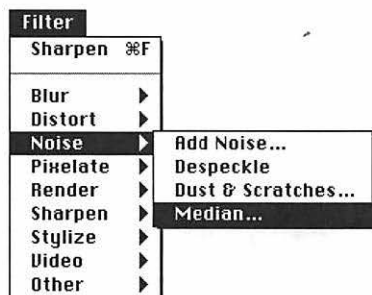 Filter
Sharpen ⌘F
Blur
Distort
Noise
Pixelate
Render
Sharpen
Stylize
Video
Other
Add Noise...
Despeckle
Dust & Scratches...
Median...